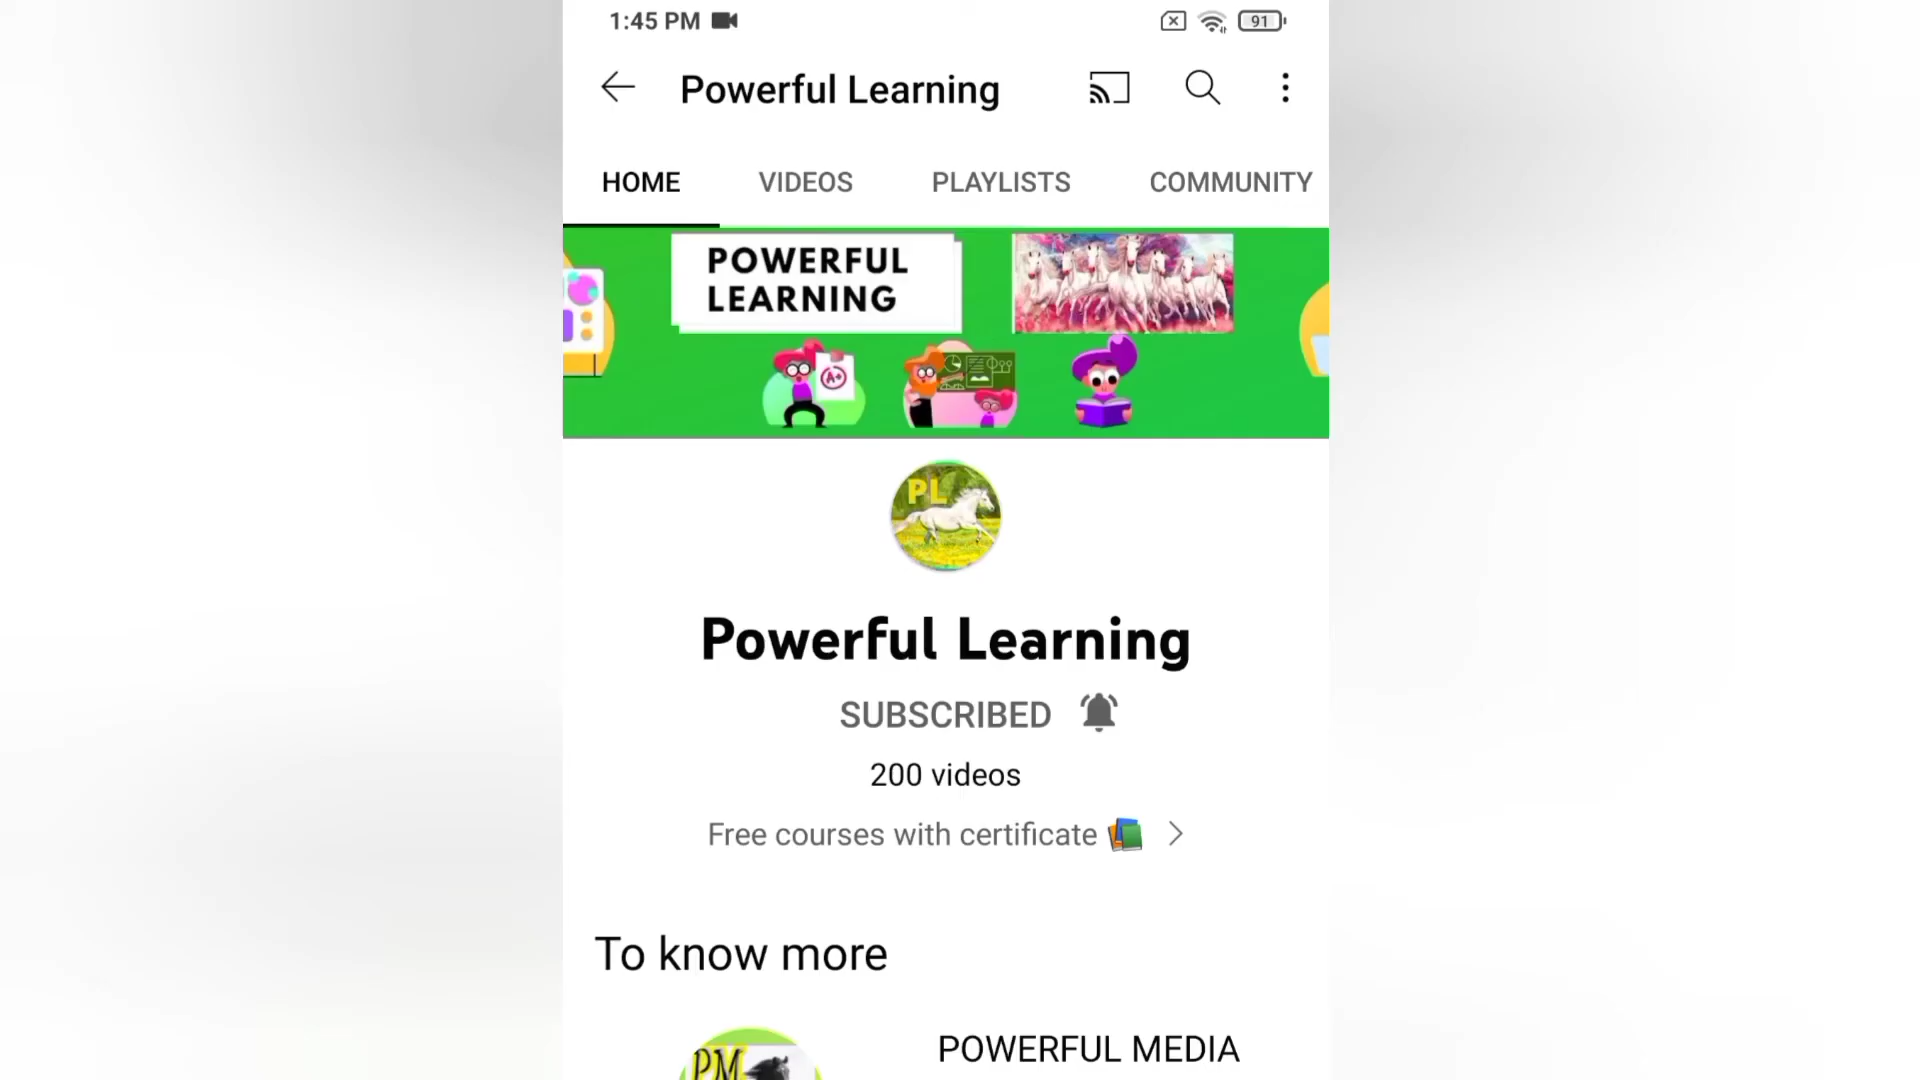 1:45 PM
91
Powerful Learning
HOME VIDEOS PLAYLISTS COMMUNITY
POWERFUL
LEARNING
A+
PL
Powerful Learning
SUBSCRIBED
200 videos
Free courses with certificate
To know more
POWERFUL MEDIA
PM